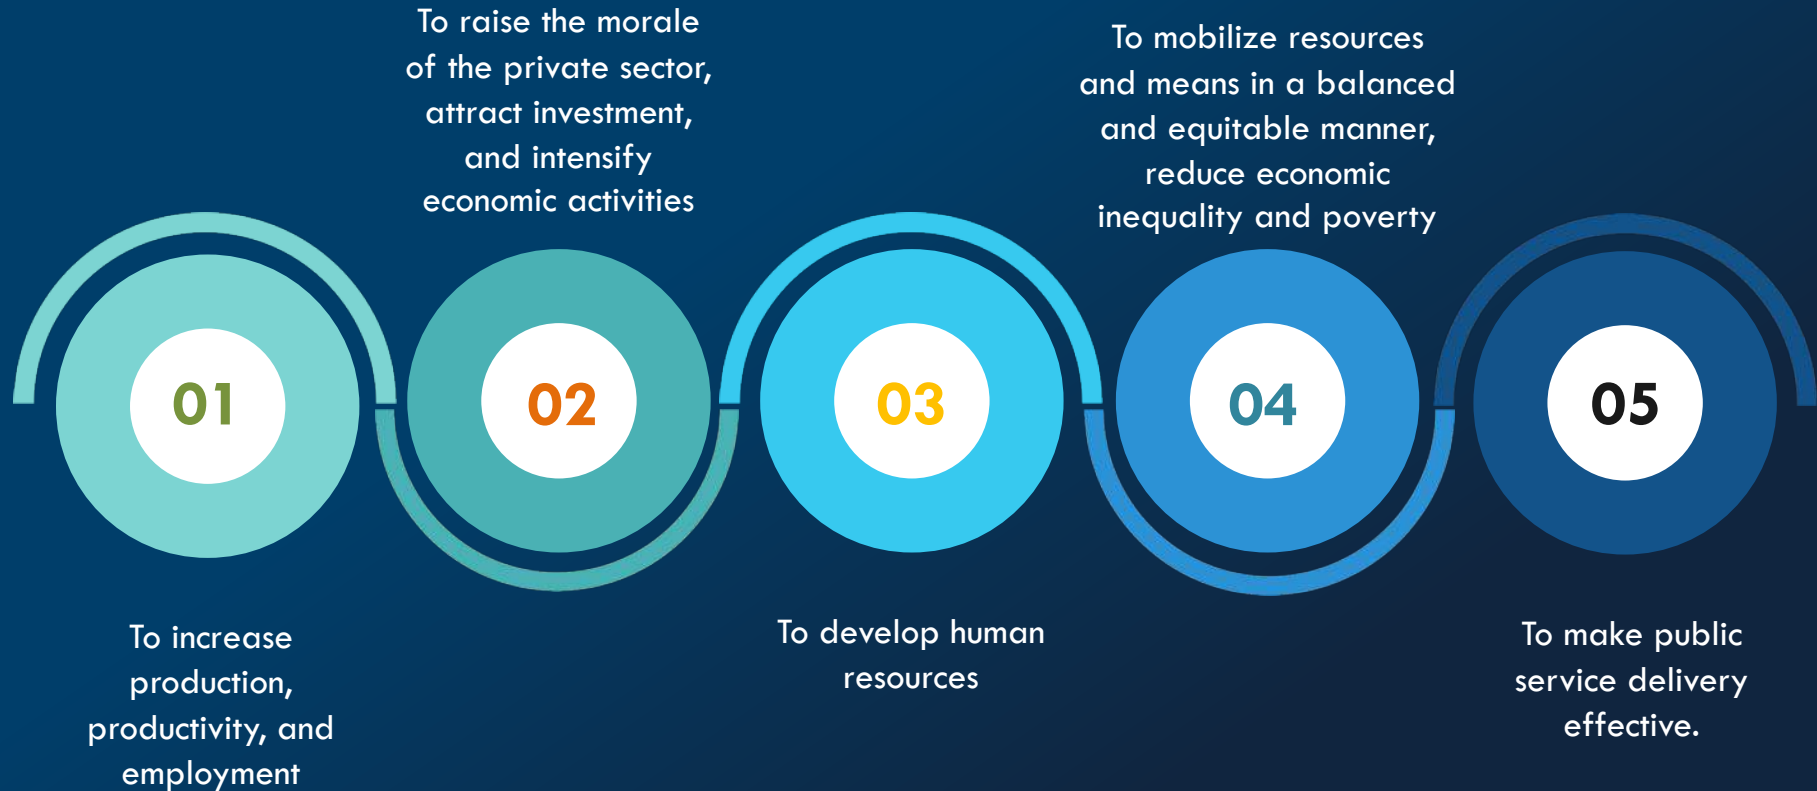 To raise the morale
of the private sector,
attract investment,
and intensify
economic activities
To mobilize resources
and means in a balanced
and equitable manner,
reduce economic
inequality and poverty
01
02
03
04
05
To increase
production,
productivity, and
employment
To develop human
resources
To make public
service delivery
effective.